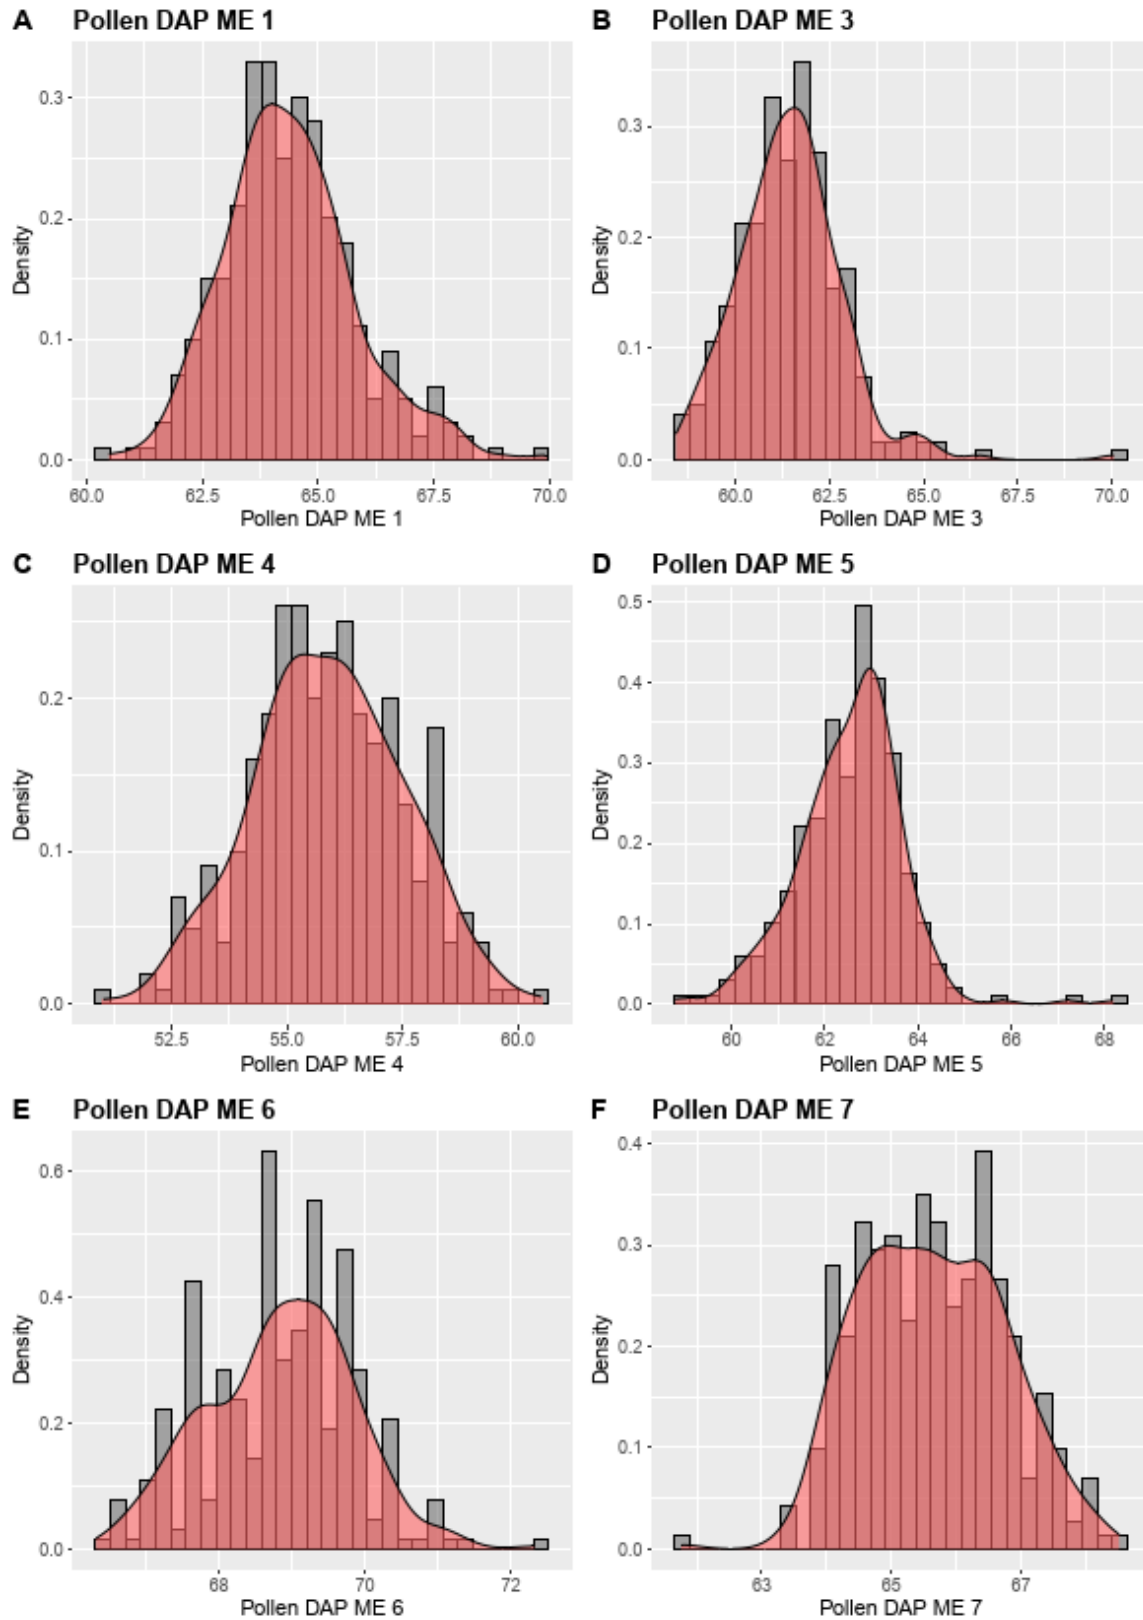 A Pollen DAP ME 1
Density
0.3
0.2
0.1
0.0
60.0 62.5 65.0 67.5 70.0
Pollen DAP ME 1
B Pollen DAP ME 3
Density
0.3
0.2
0.1
0.0
60.0 62.5 65.0 67.5 70.0
Pollen DAP ME 3
C Pollen DAP ME 4
Density
0.2
0.1
0.0
52.5 55.0 57.5 60.0
Pollen DAP ME 4
D Pollen DAP ME 5
Density
0.5
0.4
0.3
0.2
0.1
0.0
60 62 64 66 68
Pollen DAP ME 5
E Pollen DAP ME 6
Density
0.6
0.4
0.2
0.0
68 70 72
Pollen DAP ME 6
F Pollen DAP ME 7
Density
0.4
0.3
0.2
0.1
0.0
63 65 67
Pollen DAP ME 7